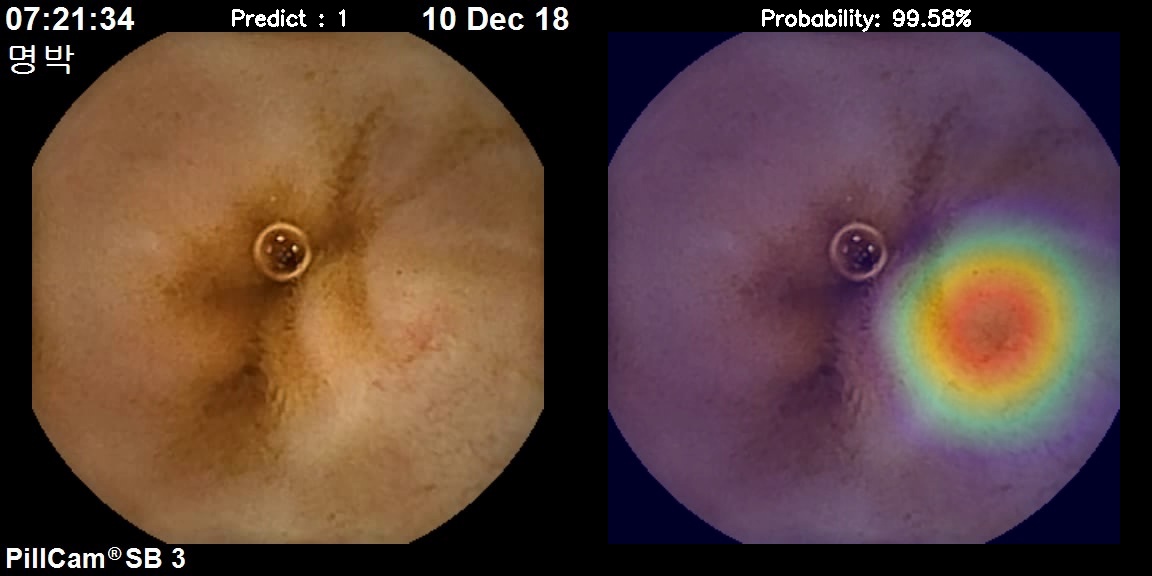 07:21:34 Predict : 1 10 Dec 18 Probability: 99.58%
명박
PillCam® SB 3